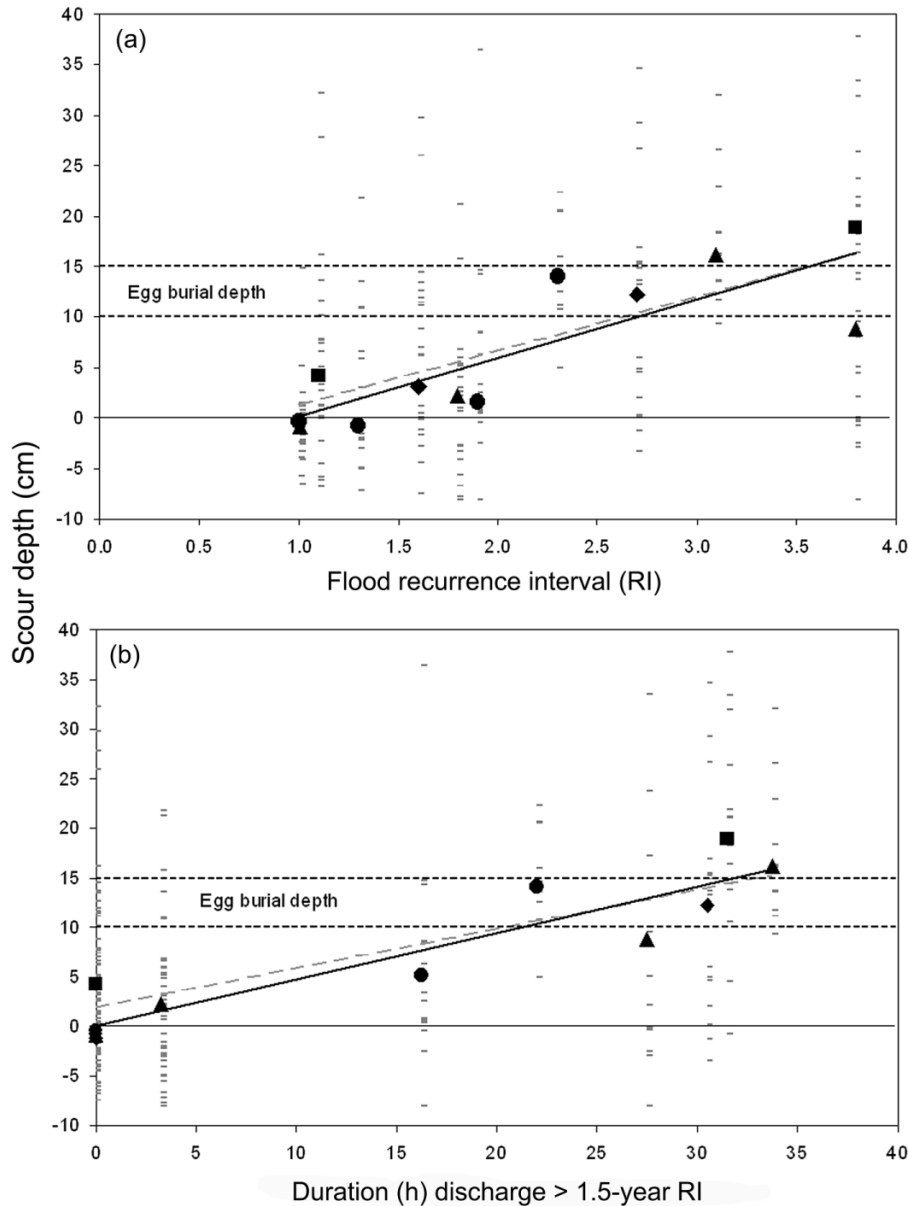 (a)
40
35
30
25
20
15
10
5
0
-5
-10
Egg burial depth
0.0 0.5 1.0 1.5 2.0 2.5 3.0 3.5 4.0
Flood recurrence interval (RI)
Scour depth (cm)
(b)
40
35
30
25
20
15
10
5
0
-5
-10
Egg burial depth
0 5 10 15 20 25 30 35 40
Duration (h) discharge > 1.5-year RI